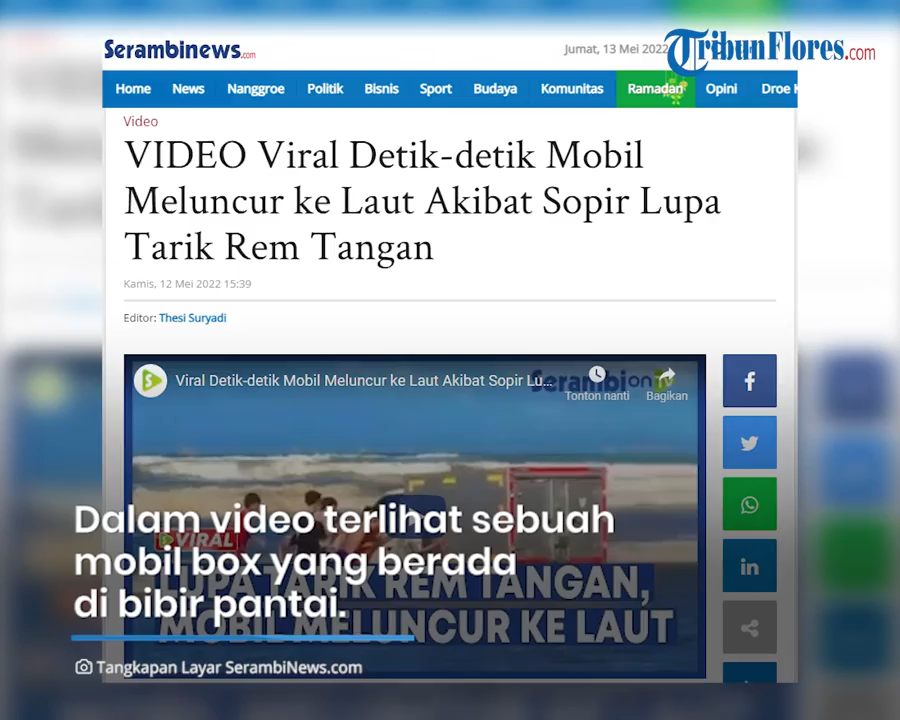 Serambinews.com
Jumat, 13 Mei 2022
TribunFlores.com
Home News Nanggroe Politik Bisnis Sport Budaya Komunitas Ramadan Opini Droe
Video
VIDEO Viral Detik-detik Mobil
Meluncur ke Laut Akibat Sopir Lupa
Tarik Rem Tangan
Kamis, 12 Mei 2022 15:39
Editor: Thesi Suryadi
Viral Detik-detik Mobil Meluncur ke Laut Akibat Sopir Lu...
Serambi on TV
Tonton nanti Bagikan
Dalam video terlihat sebuah
mobil box yang berada
di bibir pantai.
VIRAL
LUPA TARIK REM TANGAN,
MOBIL MELUNCUR KE LAUT
Tangkapan Layar SerambiNews.com